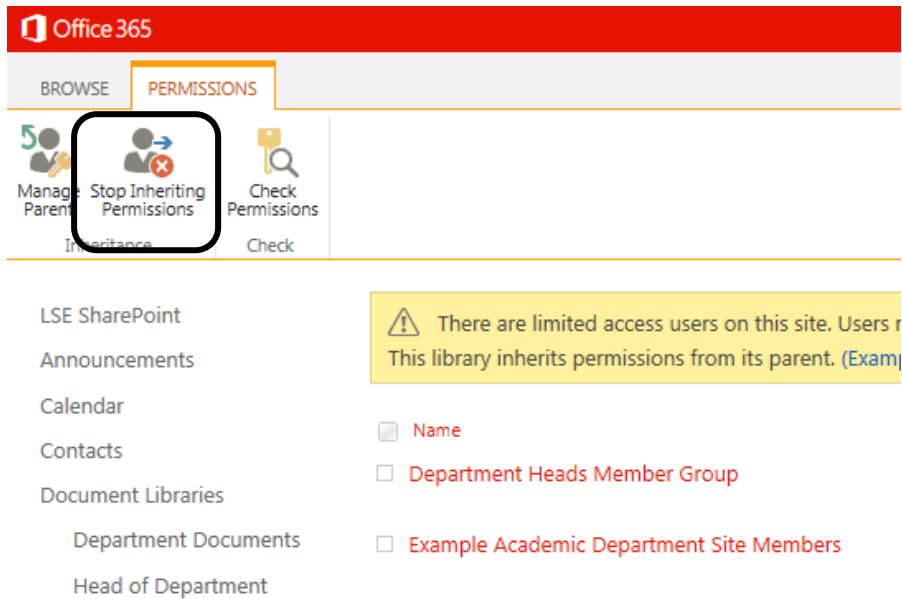 Office 365
BROWSE PERMISSIONS
Manage Parent
Stop Inheriting Permissions
Check Permissions
Inheritance
Check
LSE SharePoint
Announcements
Calendar
Contacts
Document Libraries
Department Documents
Head of Department
There are limited access users on this site. Users
This library inherits permissions from its parent. (Exam
Name
Department Heads Member Group
Example Academic Department Site Members